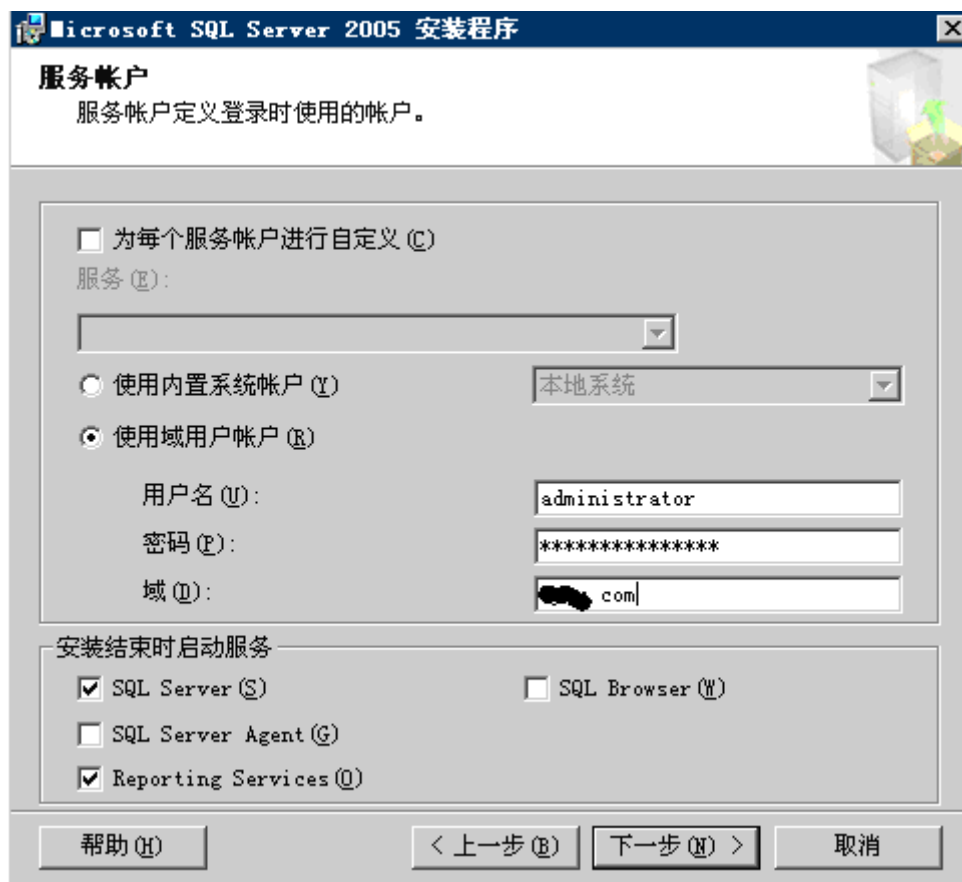 Microsoft SQL Server 2005 安装程序
服务帐户
服务帐户定义登录时使用的帐户。
为每个服务帐户进行自定义(C)
服务(E):
使用内置系统帐户(Y) 本地系统
使用域用户帐户(R)
用户名(U): administrator
密码(P): ***************
域(D): com
安装结束时启动服务
SQL Server(S) SQL Browser(W)
SQL Server Agent(G)
Reporting Services(O)
帮助(H) < 上一步(B) 下一步(N) > 取消